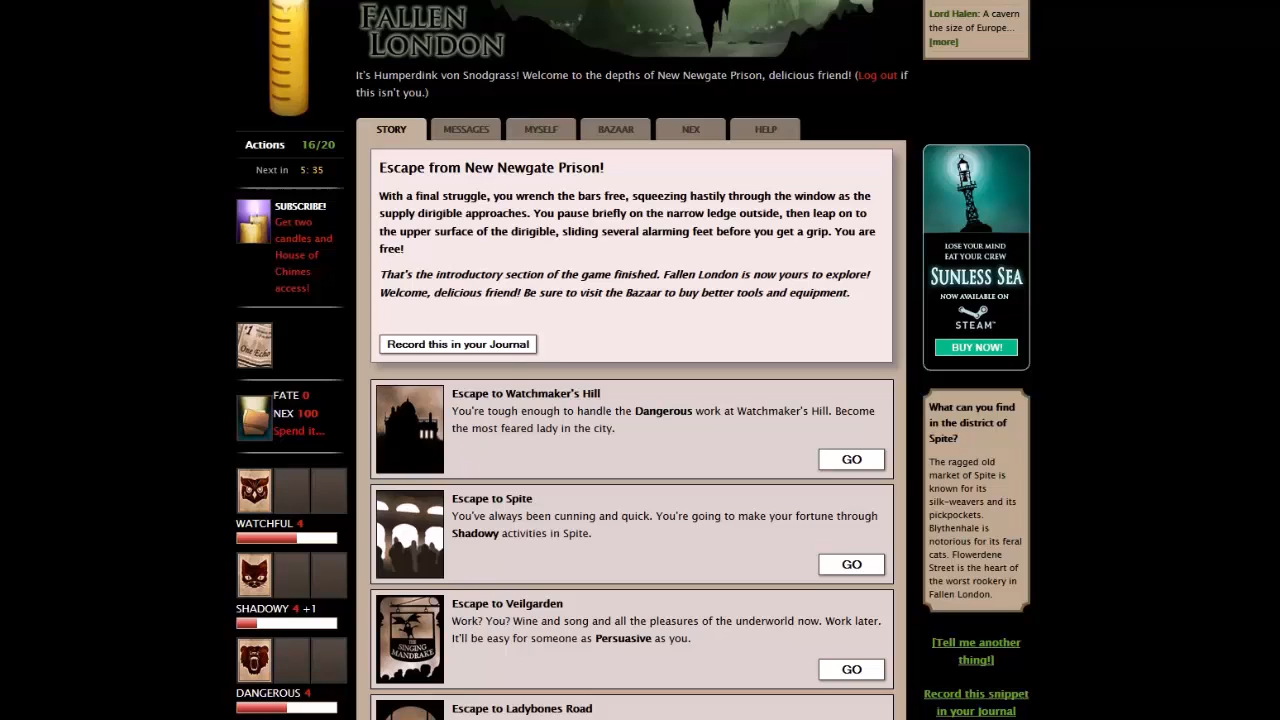 FALLEN
LONDON
It's Humperdink von Snodgrass! Welcome to the depths of New Newgate Prison, delicious friend! (Log out if
this isn't you.)
Actions 16/20
Next in 5: 35
SUBSCRIBE!
Get two
candles and
House of
Chimes
access!
#1
One Echo
FATE 0
NEX 100
Spend it...
WATCHFUL 4
SHADOWY 4 +1
DANGEROUS 4
STORY
MESSAGES
MYSELF
BAZAAR
NEX
HELP
Escape from New Newgate Prison!
With a final struggle, you wrench the bars free, squeezing hastily through the window as the
supply dirigible approaches. You pause briefly on the narrow ledge outside, then leap on to
the upper surface of the dirigible, sliding several alarming feet before you get a grip. You are
free!
That's the introductory section of the game finished. Fallen London is now yours to explore!
Welcome, delicious friend! Be sure to visit the Bazaar to buy better tools and equipment.
Record this in your Journal
Escape to Watchmaker's Hill
You're tough enough to handle the Dangerous work at Watchmaker's Hill. Become
the most feared lady in the city.
GO
Escape to Spite
You've always been cunning and quick. You're going to make your fortune through
Shadowy activities in Spite.
GO
THE
SINGING
MANDRAKE
Escape to Veilgarden
Work? You? Wine and song and all the pleasures of the underworld now. Work later.
It'll be easy for someone as Persuasive as you.
GO
Escape to Ladybones Road
Lord Halen: A cavern
the size of Europe...
[more]
LOSE YOUR MIND
EAT YOUR CREW
SUNLESS SEA
NOW AVAILABLE ON
STEAM™
BUY NOW!
What can you find
in the district of
Spite?
The ragged old
market of Spite is
known for its
silk-weavers and its
pickpockets.
Blythenhale is
notorious for its feral
cats. Flowerdene
Street is the heart of
the worst rookery in
Fallen London.
[Tell me another
thing!]
Record this snippet
in your Journal